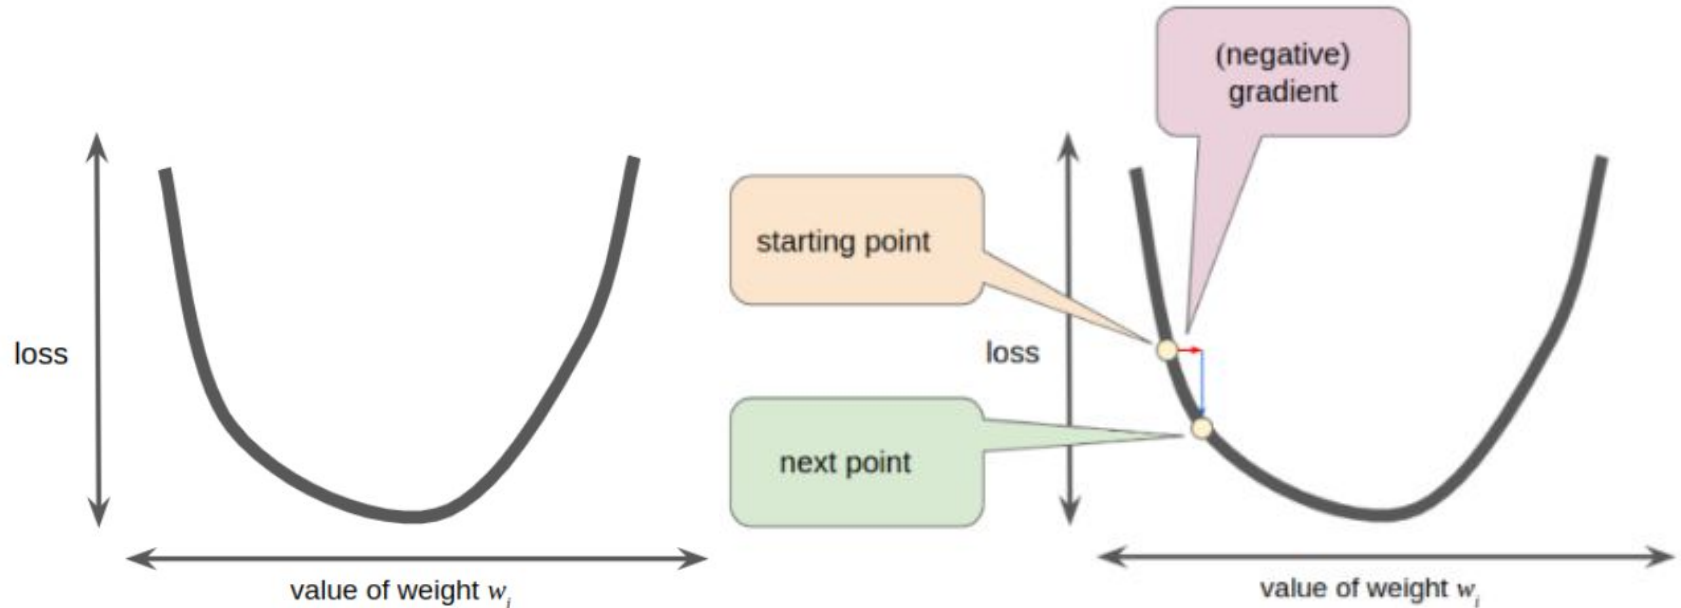 loss
value of weight wᵢ
(negative)
gradient
starting point
loss
next point
value of weight wᵢ